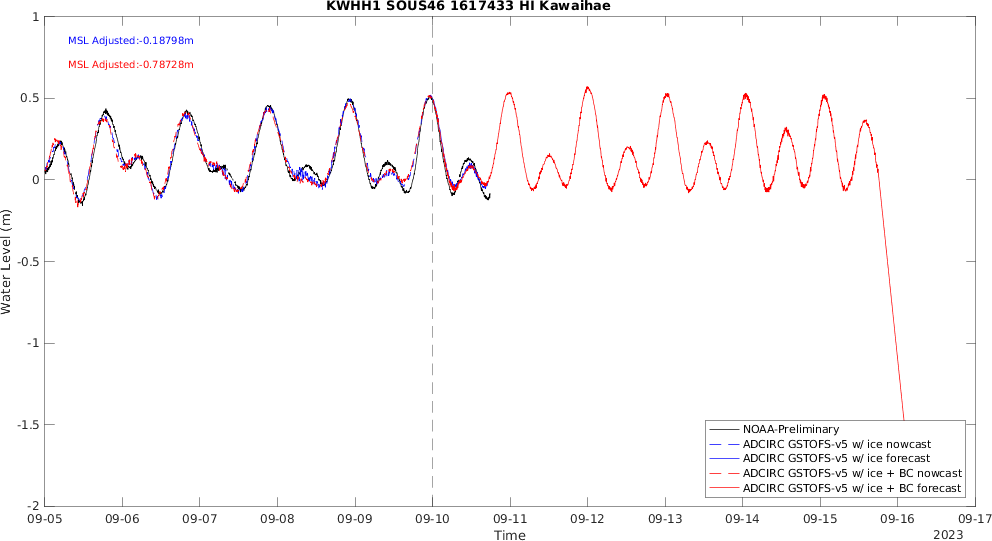 KWHH1 SOUS46 1617433 HI Kawaihae
MSL Adjusted:-0.18798m
MSL Adjusted:-0.78728m
1
0.5
0
-0.5
-1
-1.5
-2
Water Level (m)
NOAA-Preliminary
ADCIRC GSTOFS-v5 w/ ice nowcast
ADCIRC GSTOFS-v5 w/ ice forecast
ADCIRC GSTOFS-v5 w/ ice + BC nowcast
ADCIRC GSTOFS-v5 w/ ice + BC forecast
09-05 09-06 09-07 09-08 09-09 09-10 09-11 09-12 09-13 09-14 09-15 09-16 09-17
Time
2023